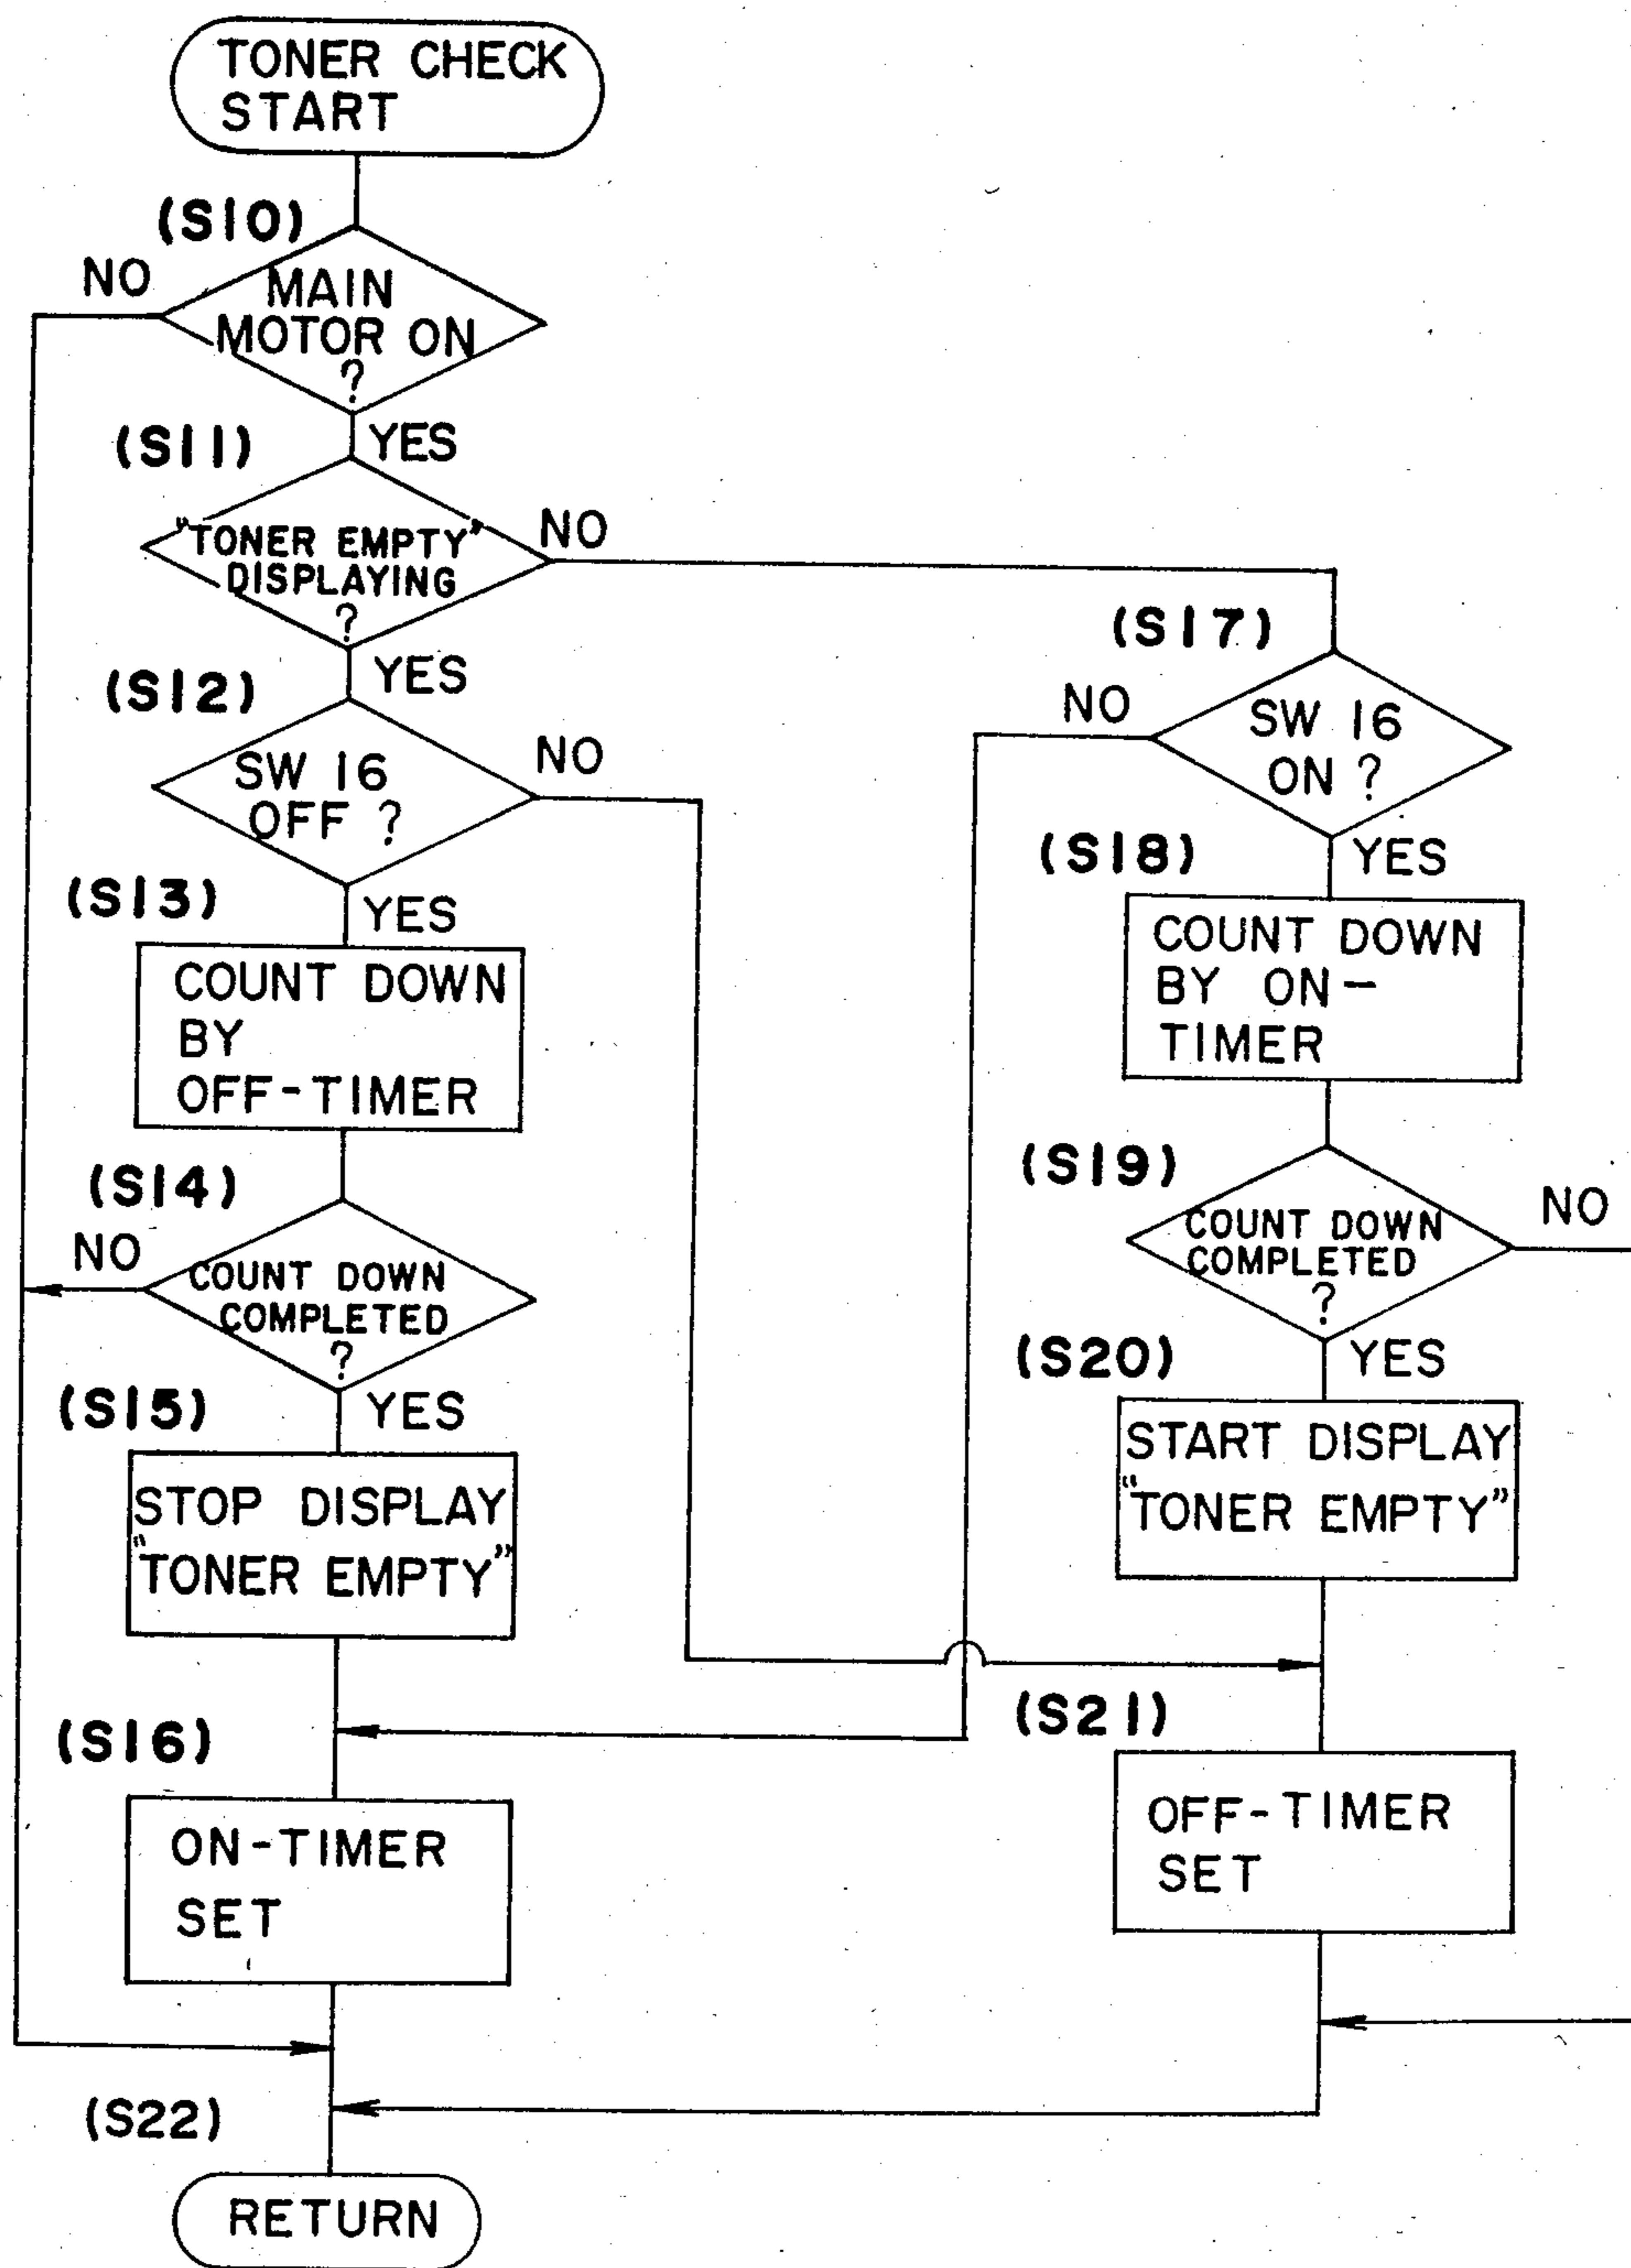 TONER CHECK
START
(S10)
NO
MAIN
MOTOR ON
?
YES
(S11)
"TONER EMPTY"
DISPLAYING
?
NO
YES
(S12)
SW 16
OFF ?
NO
YES
(S13)
COUNT DOWN
BY
OFF-TIMER
(S14)
NO
COUNT DOWN
COMPLETED
?
YES
(S15)
STOP DISPLAY
"TONER EMPTY"
(S16)
ON-TIMER
SET
(S17)
NO
SW 16
ON ?
YES
(S18)
COUNT DOWN
BY ON-
TIMER
(S19)
COUNT DOWN
COMPLETED
?
NO
YES
(S20)
START DISPLAY
"TONER EMPTY"
(S21)
OFF-TIMER
SET
(S22)
RETURN